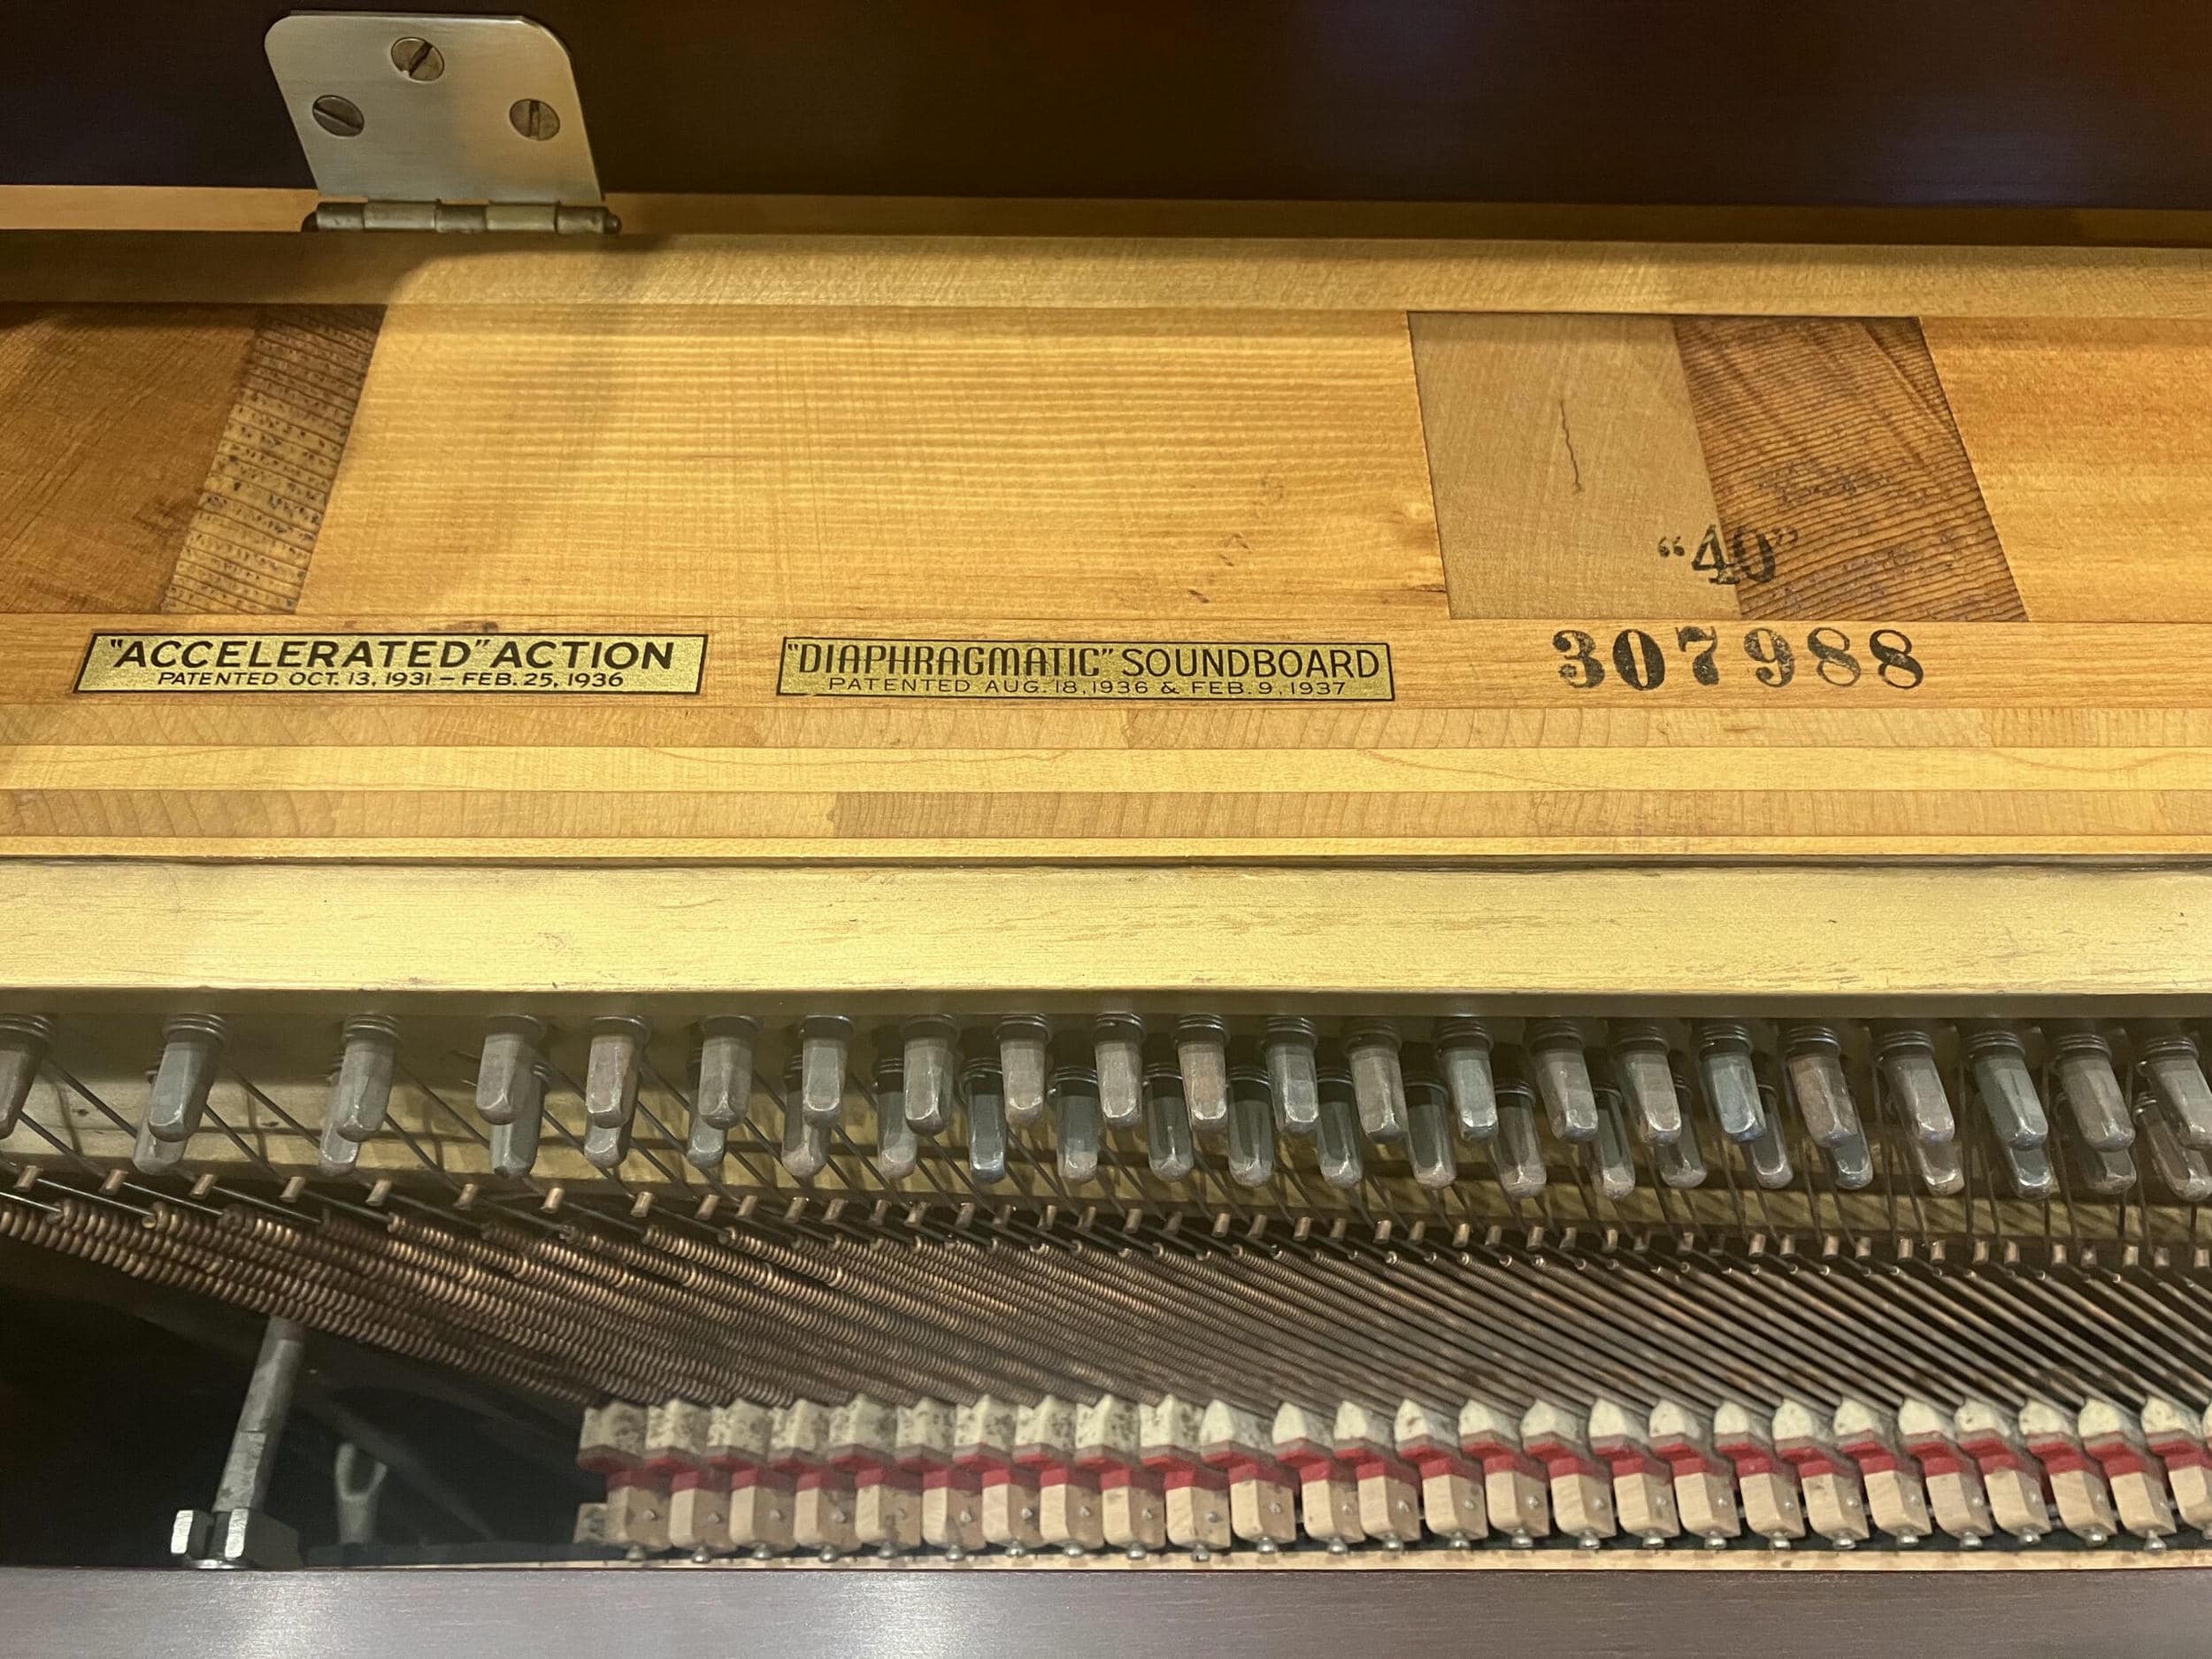 "40"
"ACCELERATED" ACTION
PATENTED OCT. 13, 1931 – FEB. 25, 1936
"DIAPHRAGMATIC" SOUNDBOARD
PATENTED AUG. 18, 1936 & FEB. 9, 1937
307988